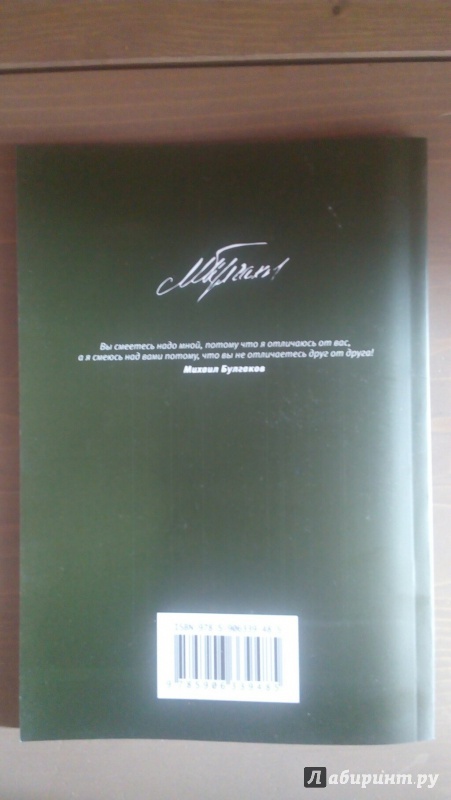 Вы смеетесь надо мной, потому что я отличаюсь от вас,
а я смеюсь над вами потому, что вы не отличаетесь друг от друга!
Михаил Булгаков
Лабиринт.ру